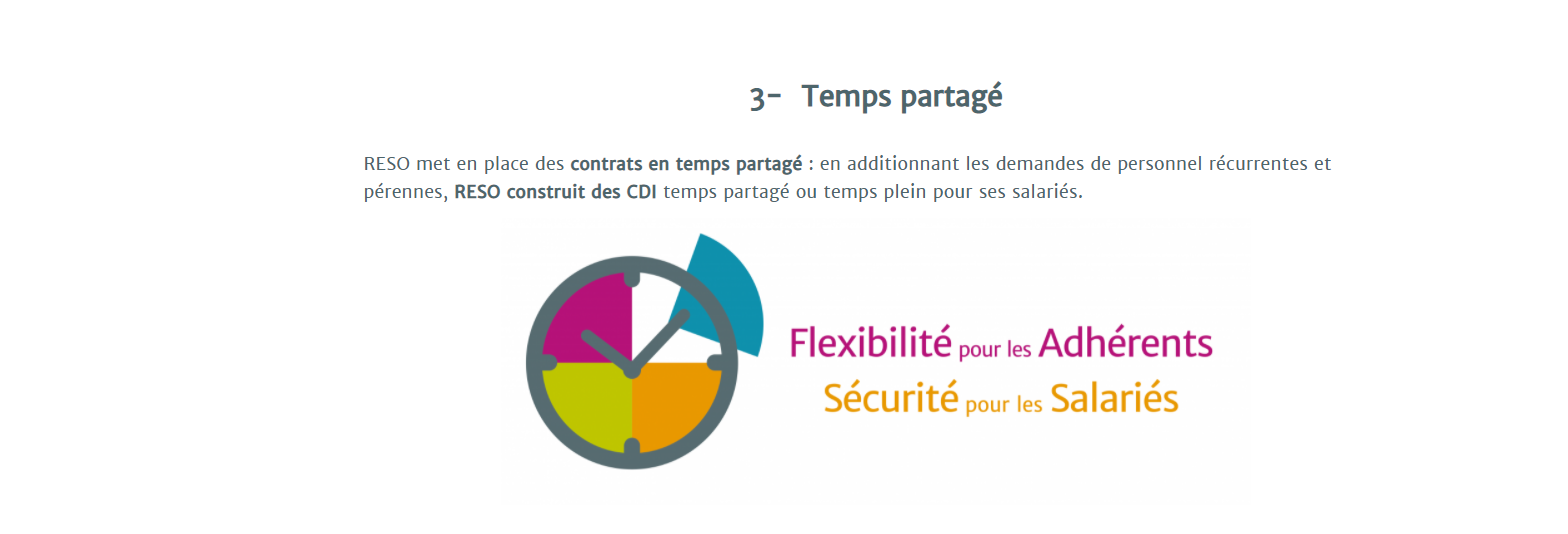 3- Temps partagé
RESO met en place des contrats en temps partagé : en additionnant les demandes de personnel récurrentes et
pérennes, RESO construit des CDI temps partagé ou temps plein pour ses salariés.
Flexibilité pour les Adhérents
Sécurité pour les Salariés